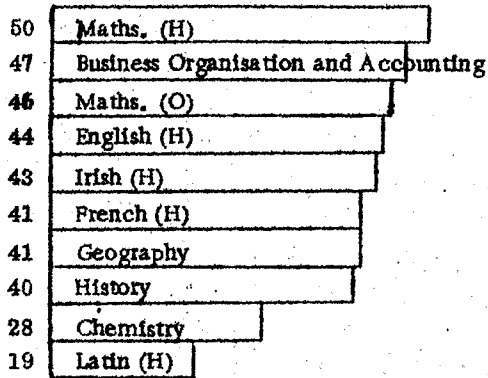 50 Maths. (H)
47 Business Organisation and Accounting
46 Maths. (O)
44 English (H)
43 Irish (H)
41 French (H)
41 Geography
40 History
28 Chemistry
19 Latin (H)